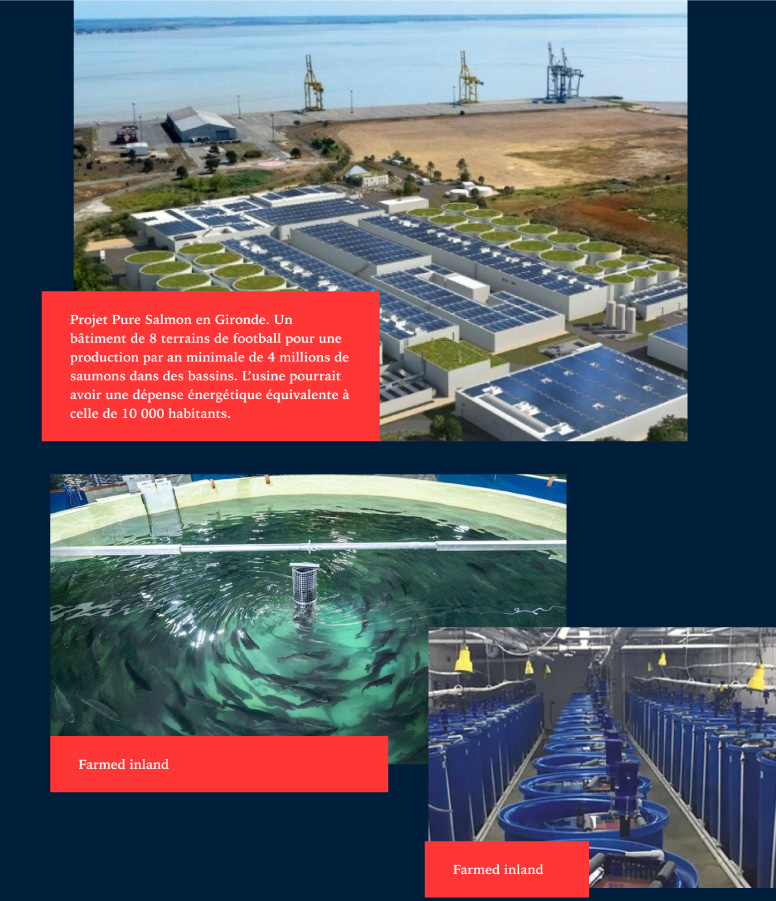 Projet Pure Salmon en Gironde. Un
bâtiment de 8 terrains de football pour une
production par an minimale de 4 millions de
saumons dans des bassins. L'usine pourrait
avoir une dépense énergétique équivalente à
celle de 10 000 habitants.
Farmed inland
Farmed inland